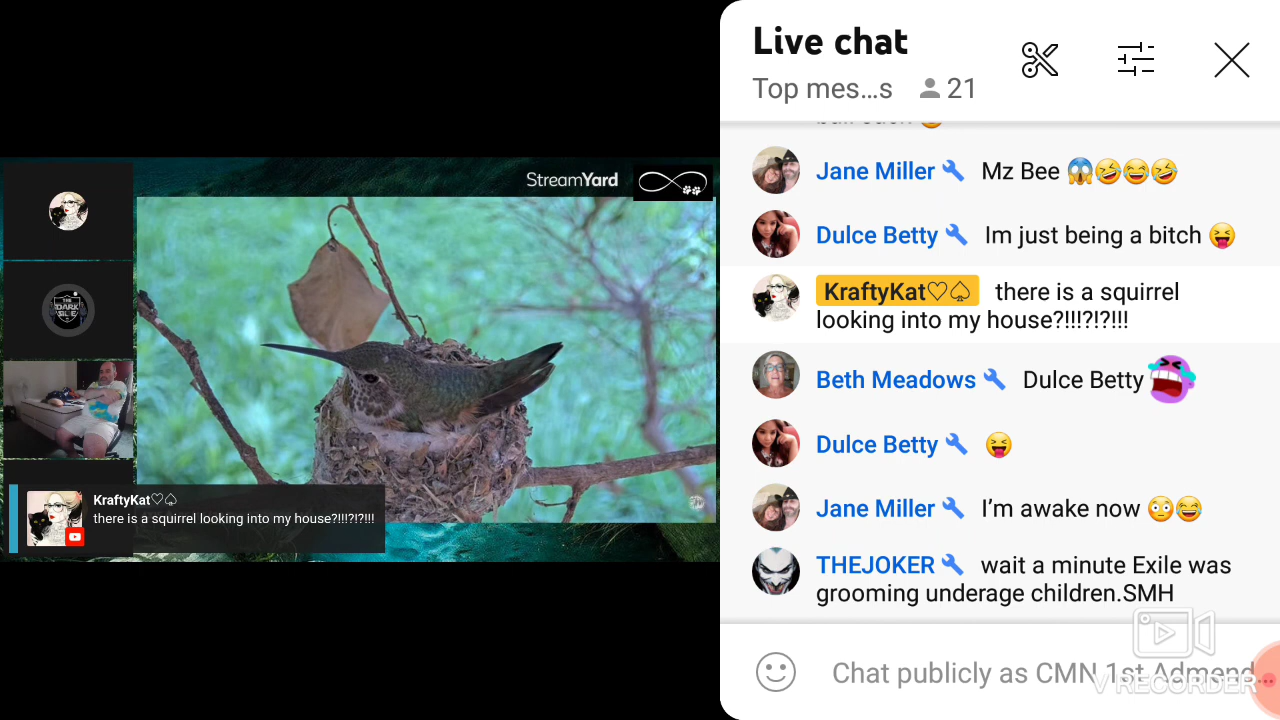 Live chat
Top mes...s 21
Jane Miller Mz Bee 😱🤣😂🤣
Dulce Betty Im just being a bitch 😝
KraftyKat♡♤ there is a squirrel
looking into my house?!!!?!?!!!
Beth Meadows Dulce Betty
Dulce Betty 😝
Jane Miller I’m awake now 😳😂
THEJOKER wait a minute Exile was
grooming underage children.SMH
Chat publicly as CMN 1st Admend...
V RECORDER
StreamYard
THE
DARK
KraftyKat♡♤
there is a squirrel looking into my house?!!!?!?!!!